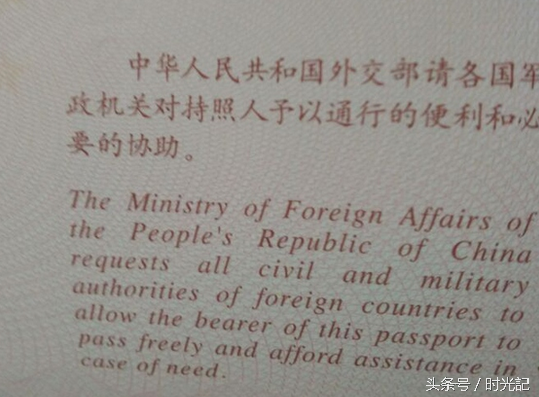 中华人民共和国外交部请各国军
政机关对持照人予以通行的便利和必
要的协助。
The Ministry of Foreign Affairs of
the People's Republic of China
requests all civil and military
authorities of foreign countries to
allow the bearer of this passport to
pass freely and afford assistance in
case of need.
头条号 / 时光記